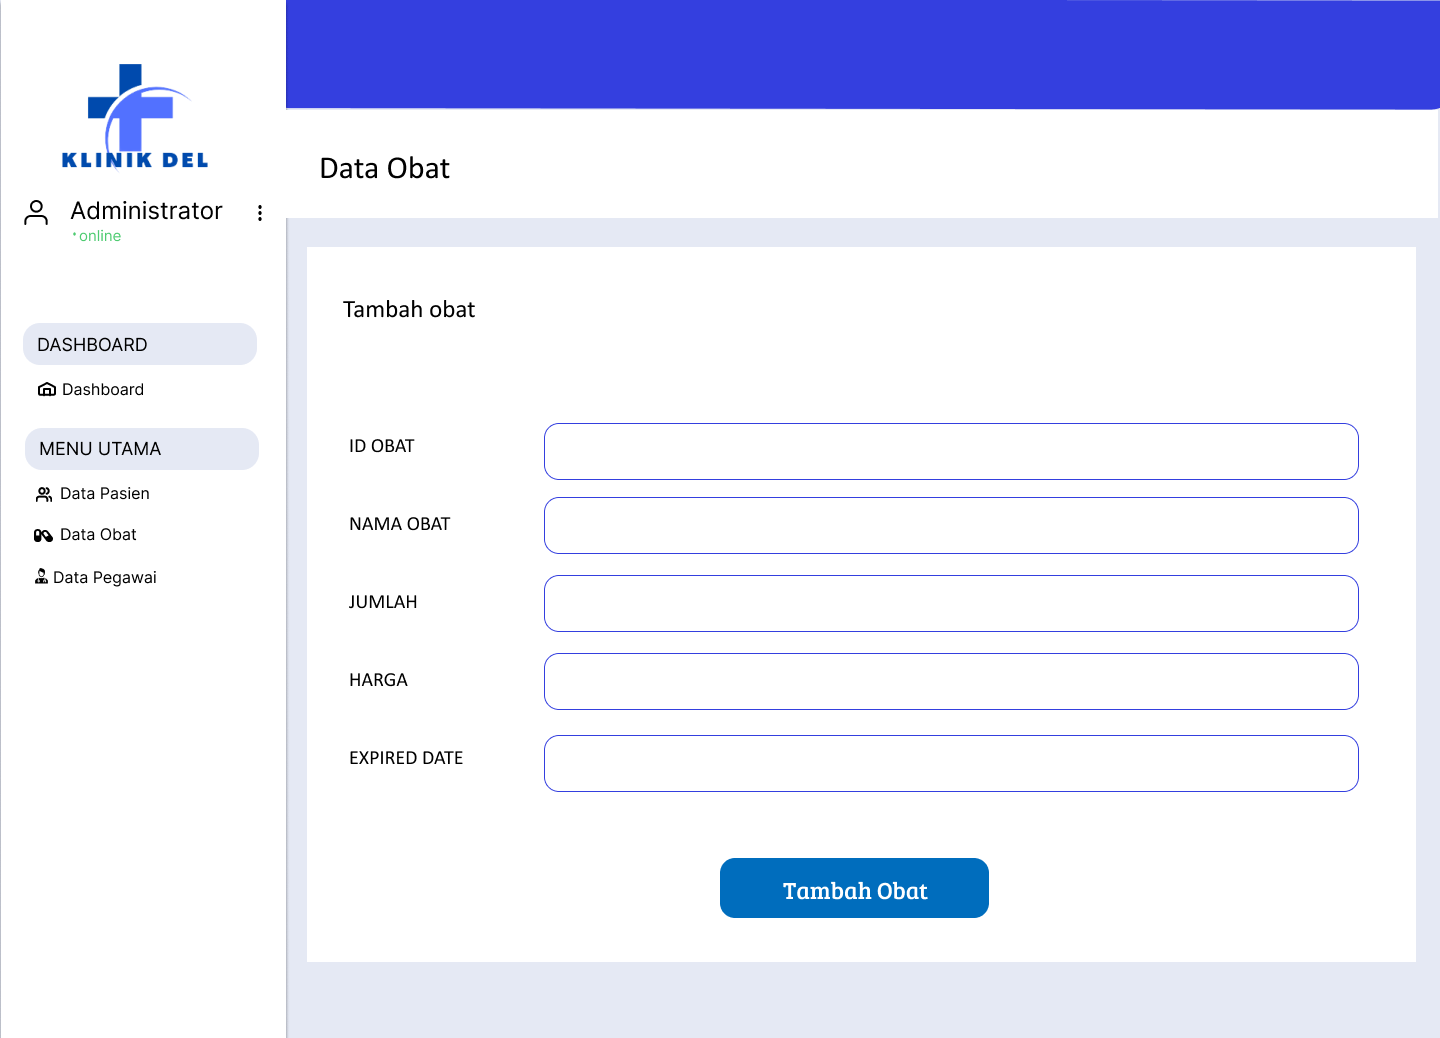 KLINIK DEL
Administrator
online
DASHBOARD
Dashboard
MENU UTAMA
Data Pasien
Data Obat
Data Pegawai
Data Obat
Tambah obat
ID OBAT
NAMA OBAT
JUMLAH
HARGA
EXPIRED DATE
Tambah Obat